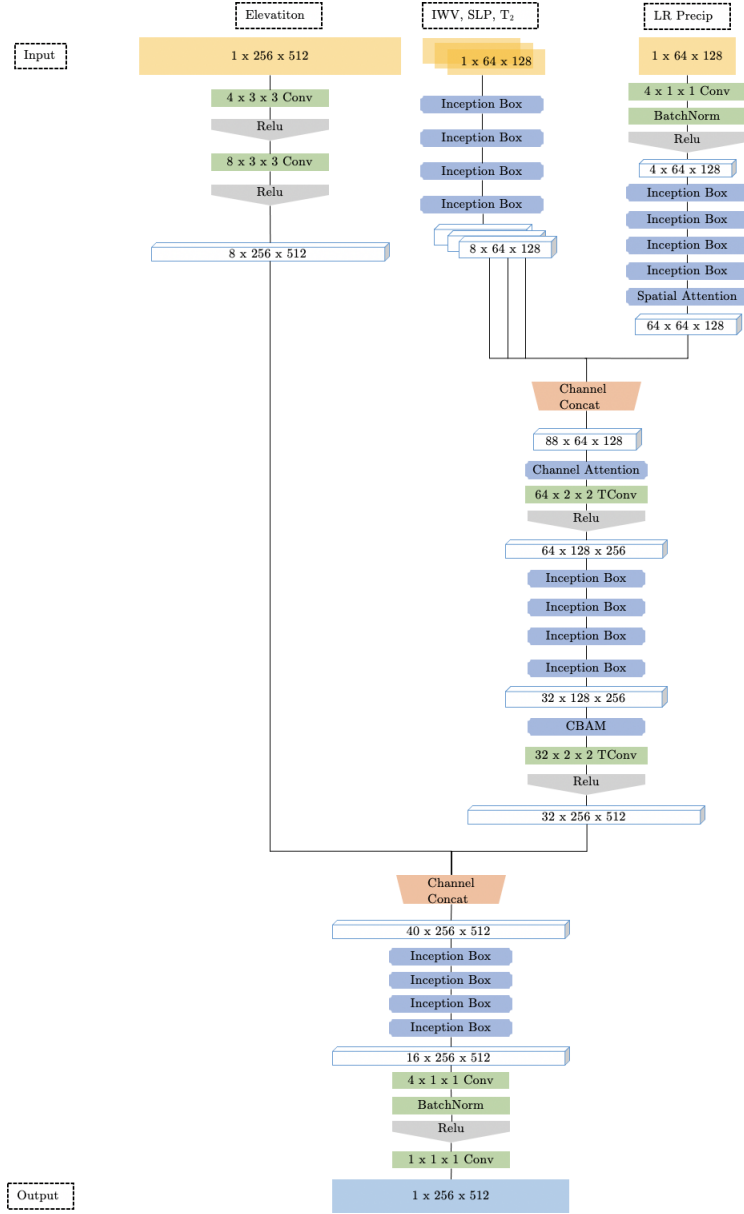 Elevatiton
IWV, SLP, T₂
LR Precip
Input
1 x 256 x 512
1 x 64 x 128
1 x 64 x 128
4 x 3 x 3 Conv
Relu
8 x 3 x 3 Conv
Relu
8 x 256 x 512
Inception Box
Inception Box
Inception Box
Inception Box
8 x 64 x 128
4 x 1 x 1 Conv
BatchNorm
Relu
4 x 64 x 128
Inception Box
Inception Box
Inception Box
Inception Box
Spatial Attention
64 x 64 x 128
Channel
Concat
88 x 64 x 128
Channel Attention
64 x 2 x 2 TConv
Relu
64 x 128 x 256
Inception Box
Inception Box
Inception Box
Inception Box
32 x 128 x 256
CBAM
32 x 2 x 2 TConv
Relu
32 x 256 x 512
Channel
Concat
40 x 256 x 512
Inception Box
Inception Box
Inception Box
Inception Box
16 x 256 x 512
4 x 1 x 1 Conv
BatchNorm
Relu
1 x 1 x 1 Conv
Output
1 x 256 x 512